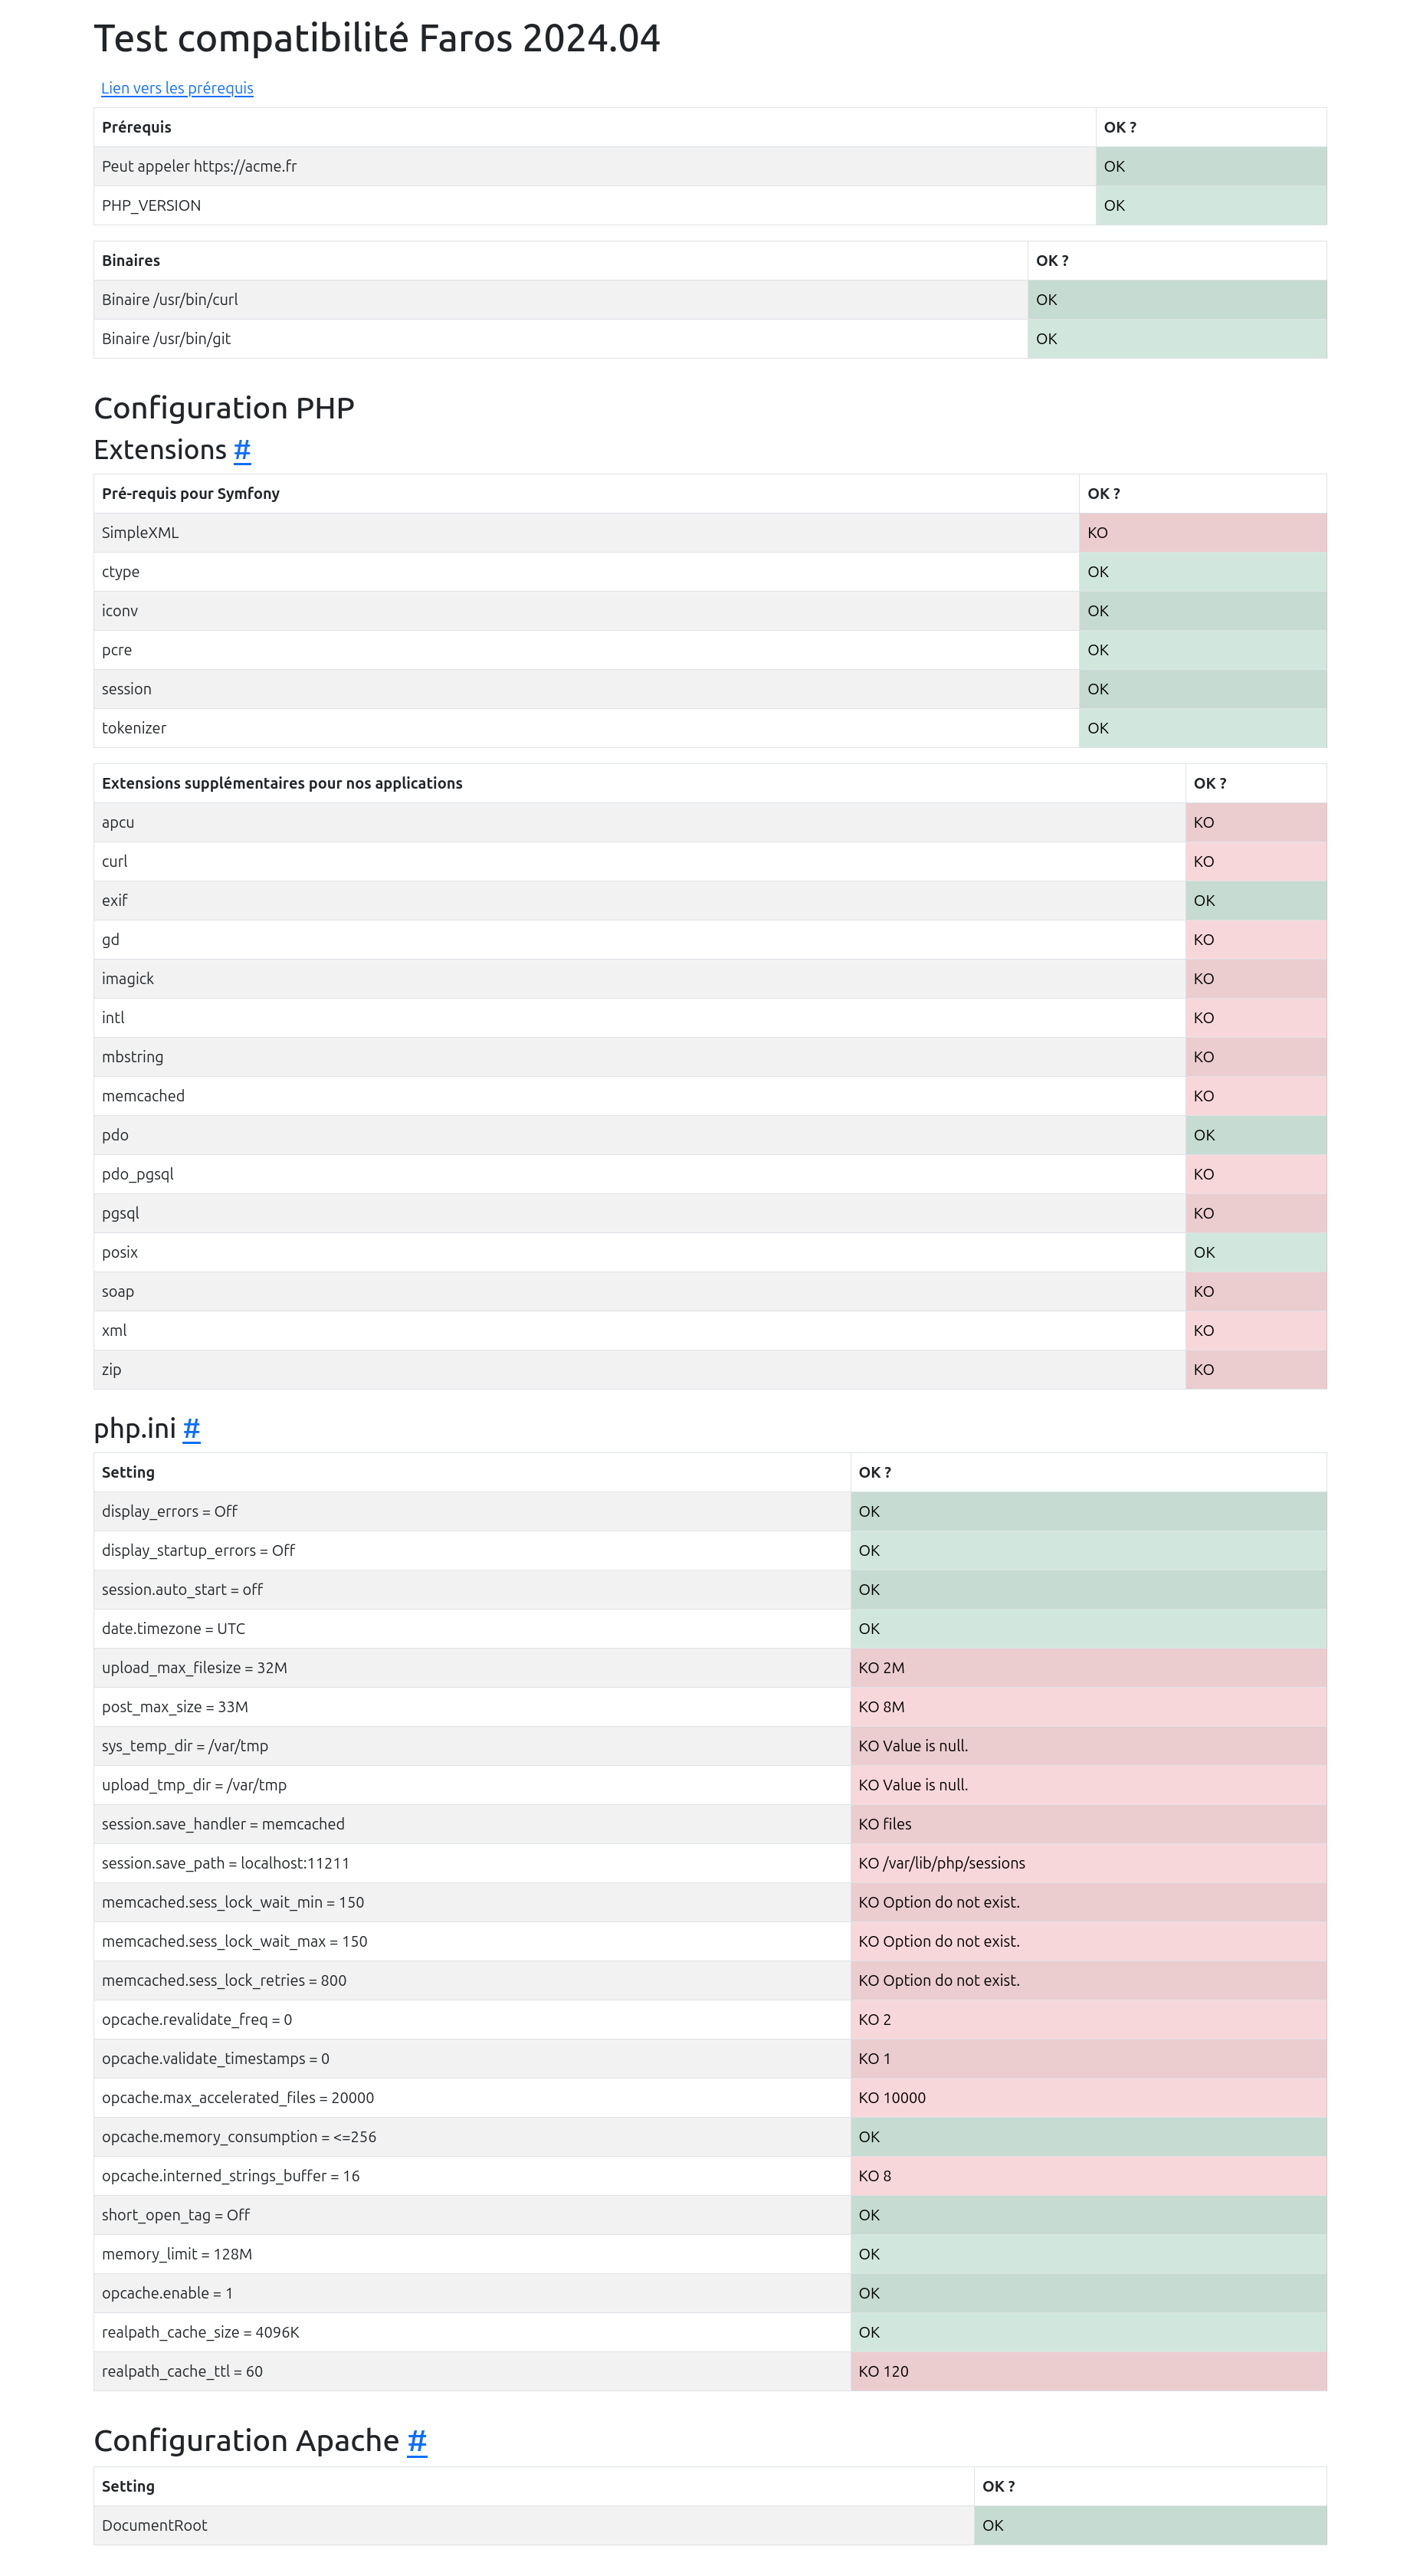 Test compatibilité Faros 2024.04
Lien vers les prérequis
Prérequis OK ?
Peut appeler https://acme.fr OK
PHP_VERSION OK
Binaires OK ?
Binaire /usr/bin/curl OK
Binaire /usr/bin/git OK
Configuration PHP
Extensions #
Pré-requis pour Symfony OK ?
SimpleXML KO
ctype OK
iconv OK
pcre OK
session OK
tokenizer OK
Extensions supplémentaires pour nos applications OK ?
apcu KO
curl KO
exif OK
gd KO
imagick KO
intl KO
mbstring KO
memcached KO
pdo OK
pdo_pgsql KO
pgsql KO
posix OK
soap KO
xml KO
zip KO
php.ini #
Setting OK ?
display_errors = Off OK
display_startup_errors = Off OK
session.auto_start = off OK
date.timezone = UTC OK
upload_max_filesize = 32M KO 2M
post_max_size = 33M KO 8M
sys_temp_dir = /var/tmp KO Value is null.
upload_tmp_dir = /var/tmp KO Value is null.
session.save_handler = memcached KO files
session.save_path = localhost:11211 KO /var/lib/php/sessions
memcached.sess_lock_wait_min = 150 KO Option do not exist.
memcached.sess_lock_wait_max = 150 KO Option do not exist.
memcached.sess_lock_retries = 800 KO Option do not exist.
opcache.revalidate_freq = 0 KO 2
opcache.validate_timestamps = 0 KO 1
opcache.max_accelerated_files = 20000 KO 10000
opcache.memory_consumption = <=256 OK
opcache.interned_strings_buffer = 16 KO 8
short_open_tag = Off OK
memory_limit = 128M OK
opcache.enable = 1 OK
realpath_cache_size = 4096K OK
realpath_cache_ttl = 60 KO 120
Configuration Apache #
Setting OK ?
DocumentRoot OK